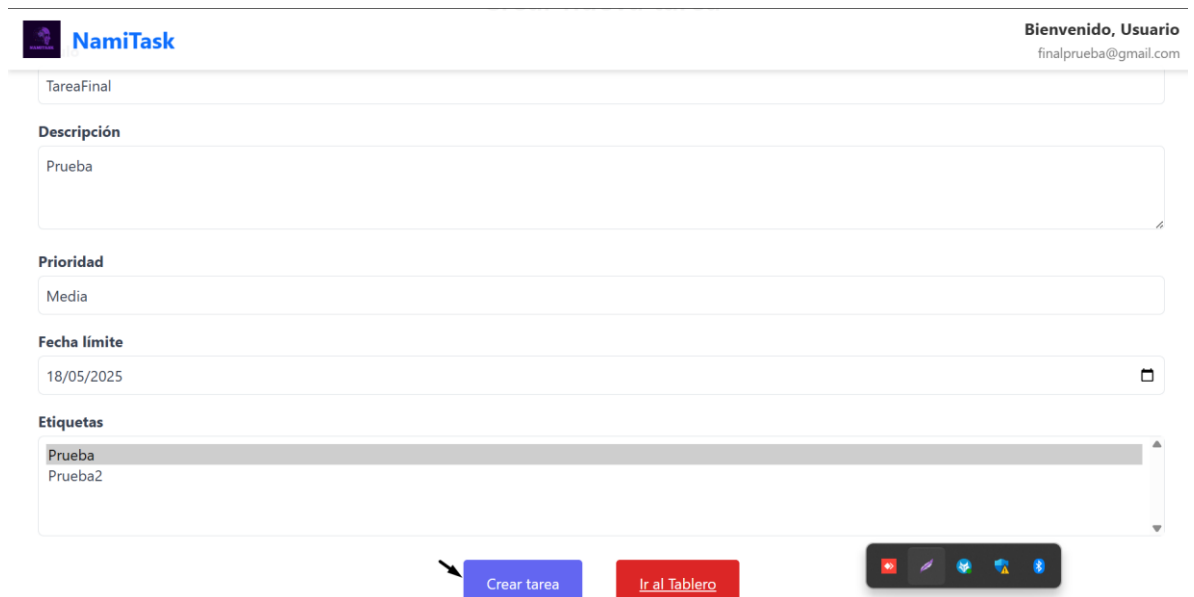 NamiTask
Bienvenido, Usuario
finalprueba@gmail.com
TareaFinal
Descripción
Prueba
Prioridad
Media
Fecha límite
18/05/2025
Etiquetas
Prueba
Prueba2
Crear tarea
Ir al Tablero